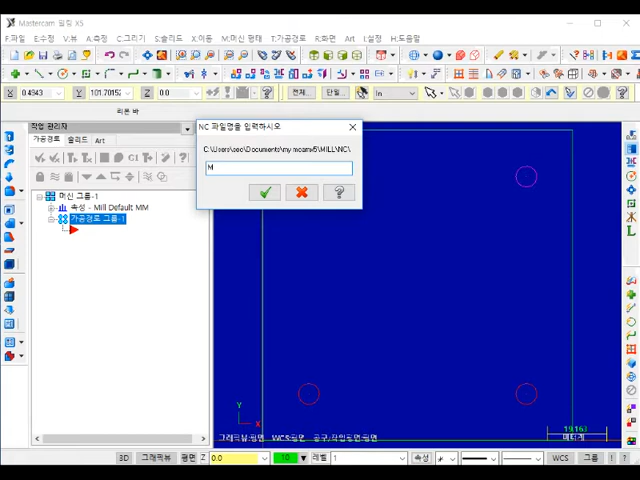 Mastercam 밀링 X5
F.파일 E:수정 V.뷰 A.측정 C.그리기 S:솔리드 X.이동 M.머신 형태 T:가공경로 R:화면 Art I:설정 H:도움말
0.4943 Y 101.70152 Z 0.0 전체... 단일... In
리본 바
작업 관리자
가공경로 솔리드 Art
G1
머신 그룹-1
속성 - Mill Default MM
가공경로 그룹-1
NC 파일명을 입력하시오
C:\Users\sec\Documents\my mcamx5\MILL\NC\
M
Y
X
19.163
미터계
그래픽뷰:평면 WCS:평면 공구/작업평면:평면
3D 그래픽뷰 평면 Z 0.0 10 레벨 1 속성 WCS 그룹 ! ?